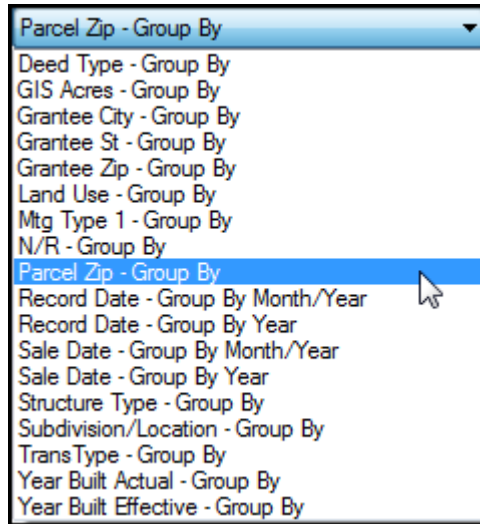 Parcel Zip - Group By
Deed Type - Group By
GIS Acres - Group By
Grantee City - Group By
Grantee St - Group By
Grantee Zip - Group By
Land Use - Group By
Mtg Type 1 - Group By
N/R - Group By
Parcel Zip - Group By
Record Date - Group By Month/Year
Record Date - Group By Year
Sale Date - Group By Month/Year
Sale Date - Group By Year
Structure Type - Group By
Subdivision/Location - Group By
TransType - Group By
Year Built Actual - Group By
Year Built Effective - Group By